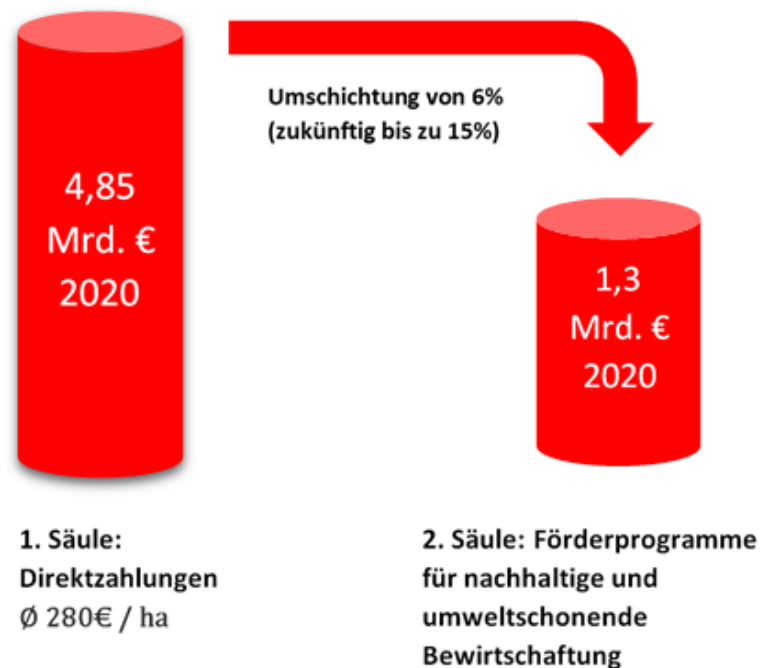 4,85
Mrd. €
2020
Umschichtung von 6%
(zukünftig bis zu 15%)
1,3
Mrd. €
2020
1. Säule:
Direktzahlungen
Ø 280€ / ha
2. Säule: Förderprogramme
für nachhaltige und
umweltschonende
Bewirtschaftung